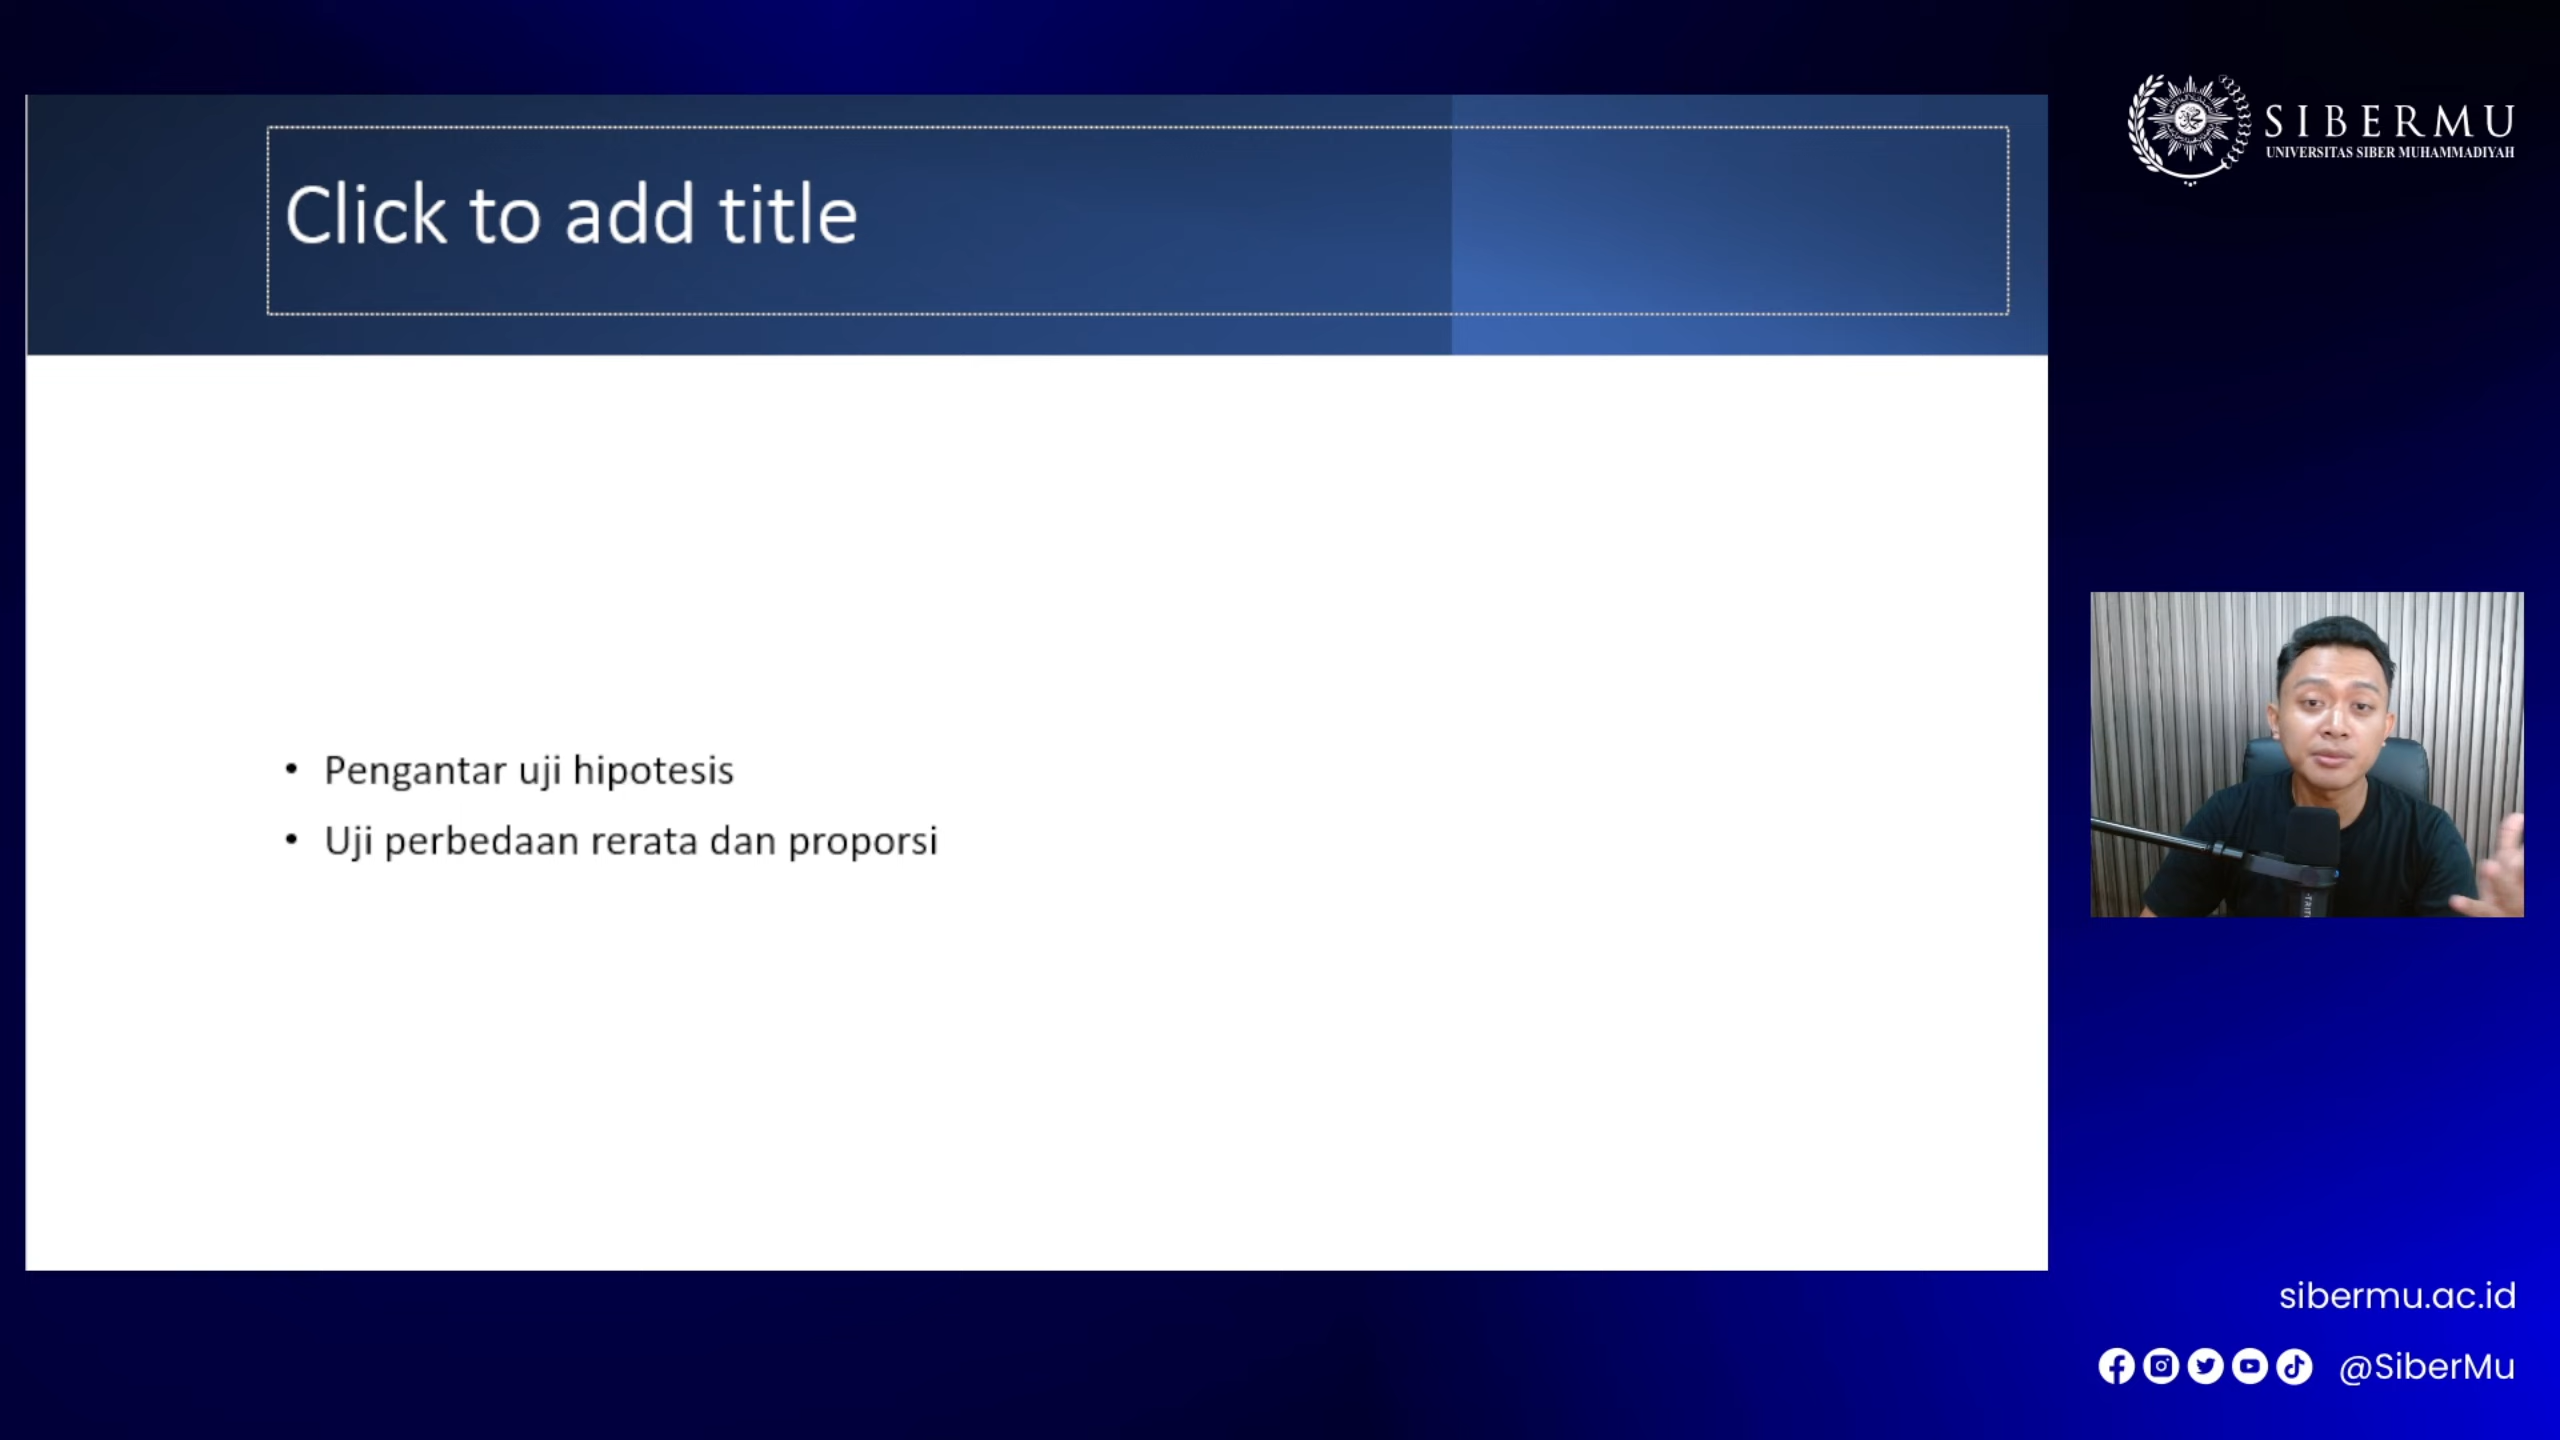 SIBERMU
UNIVERSITAS SIBER MUHAMMADIYAH
Click to add title
• Pengantar uji hipotesis
• Uji perbedaan rerata dan proporsi
sibermu.ac.id
@SiberMu